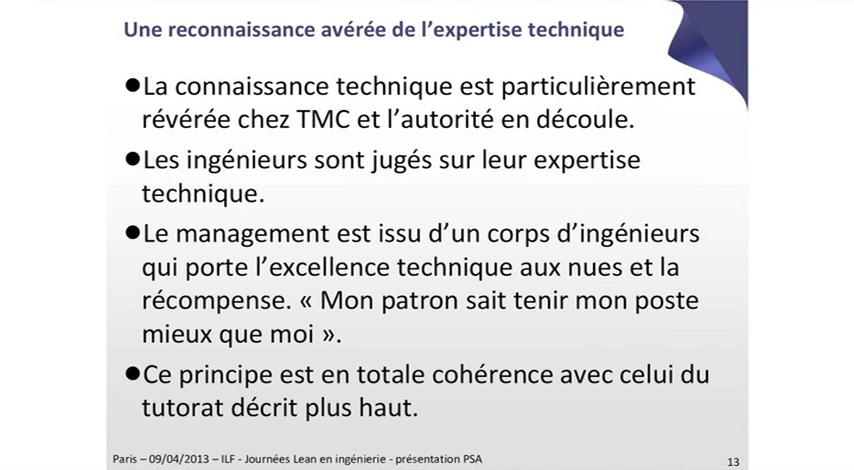 Une reconnaissance avérée de l’expertise technique
●La connaissance technique est particulièrement
révérée chez TMC et l’autorité en découle.
●Les ingénieurs sont jugés sur leur expertise
technique.
●Le management est issu d’un corps d’ingénieurs
qui porte l’excellence technique aux nues et la
récompense. « Mon patron sait tenir mon poste
mieux que moi ».
●Ce principe est en totale cohérence avec celui du
tutorat décrit plus haut.
Paris – 09/04/2013 – ILF - Journées Lean en ingénierie - présentation PSA
13